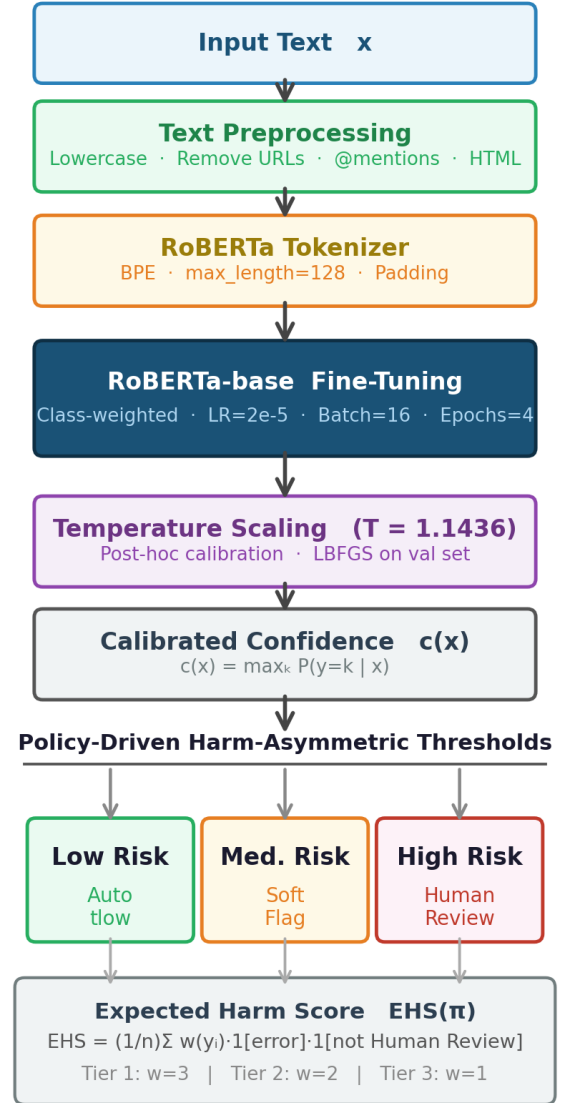 Input Text x
Text Preprocessing
Lowercase · Remove URLs · @mentions · HTML
RoBERTa Tokenizer
BPE · max_length=128 · Padding
RoBERTa-base Fine-Tuning
Class-weighted · LR=2e-5 · Batch=16 · Epochs=4
Temperature Scaling (T = 1.1436)
Post-hoc calibration · LBFGS on val set
Calibrated Confidence c(x)
c(x) = maxₖ P(y=k | x)
Policy-Driven Harm-Asymmetric Thresholds
Low Risk
Auto
tlow
Med. Risk
Soft
Flag
High Risk
Human
Review
Expected Harm Score EHS(π)
EHS = (1/n)Σ w(yᵢ)·1[error]·1[not Human Review]
Tier 1: w=3 | Tier 2: w=2 | Tier 3: w=1